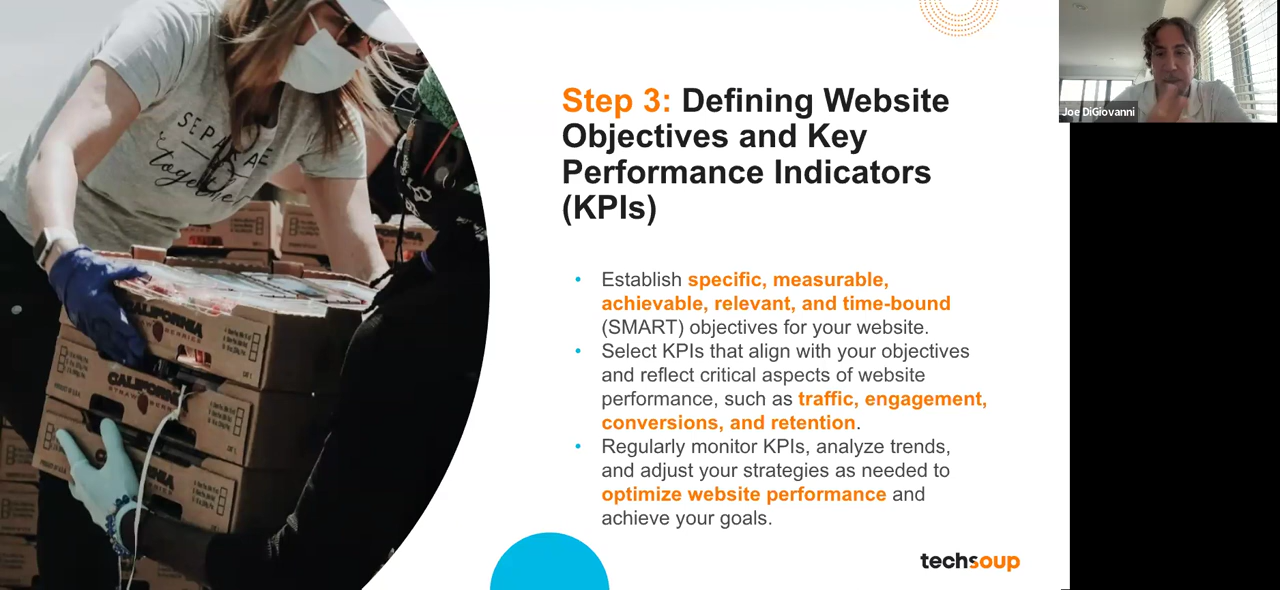 Step 3: Defining Website
Objectives and Key
Performance Indicators
(KPIs)
• Establish specific, measurable,
achievable, relevant, and time-bound
(SMART) objectives for your website.
• Select KPIs that align with your objectives
and reflect critical aspects of website
performance, such as traffic, engagement,
conversions, and retention.
• Regularly monitor KPIs, analyze trends,
and adjust your strategies as needed to
optimize website performance and
achieve your goals.
techsoup
Joe DiGiovanni
together
CALIFORNIA
CALIFORNIA
STRAWBERRIES